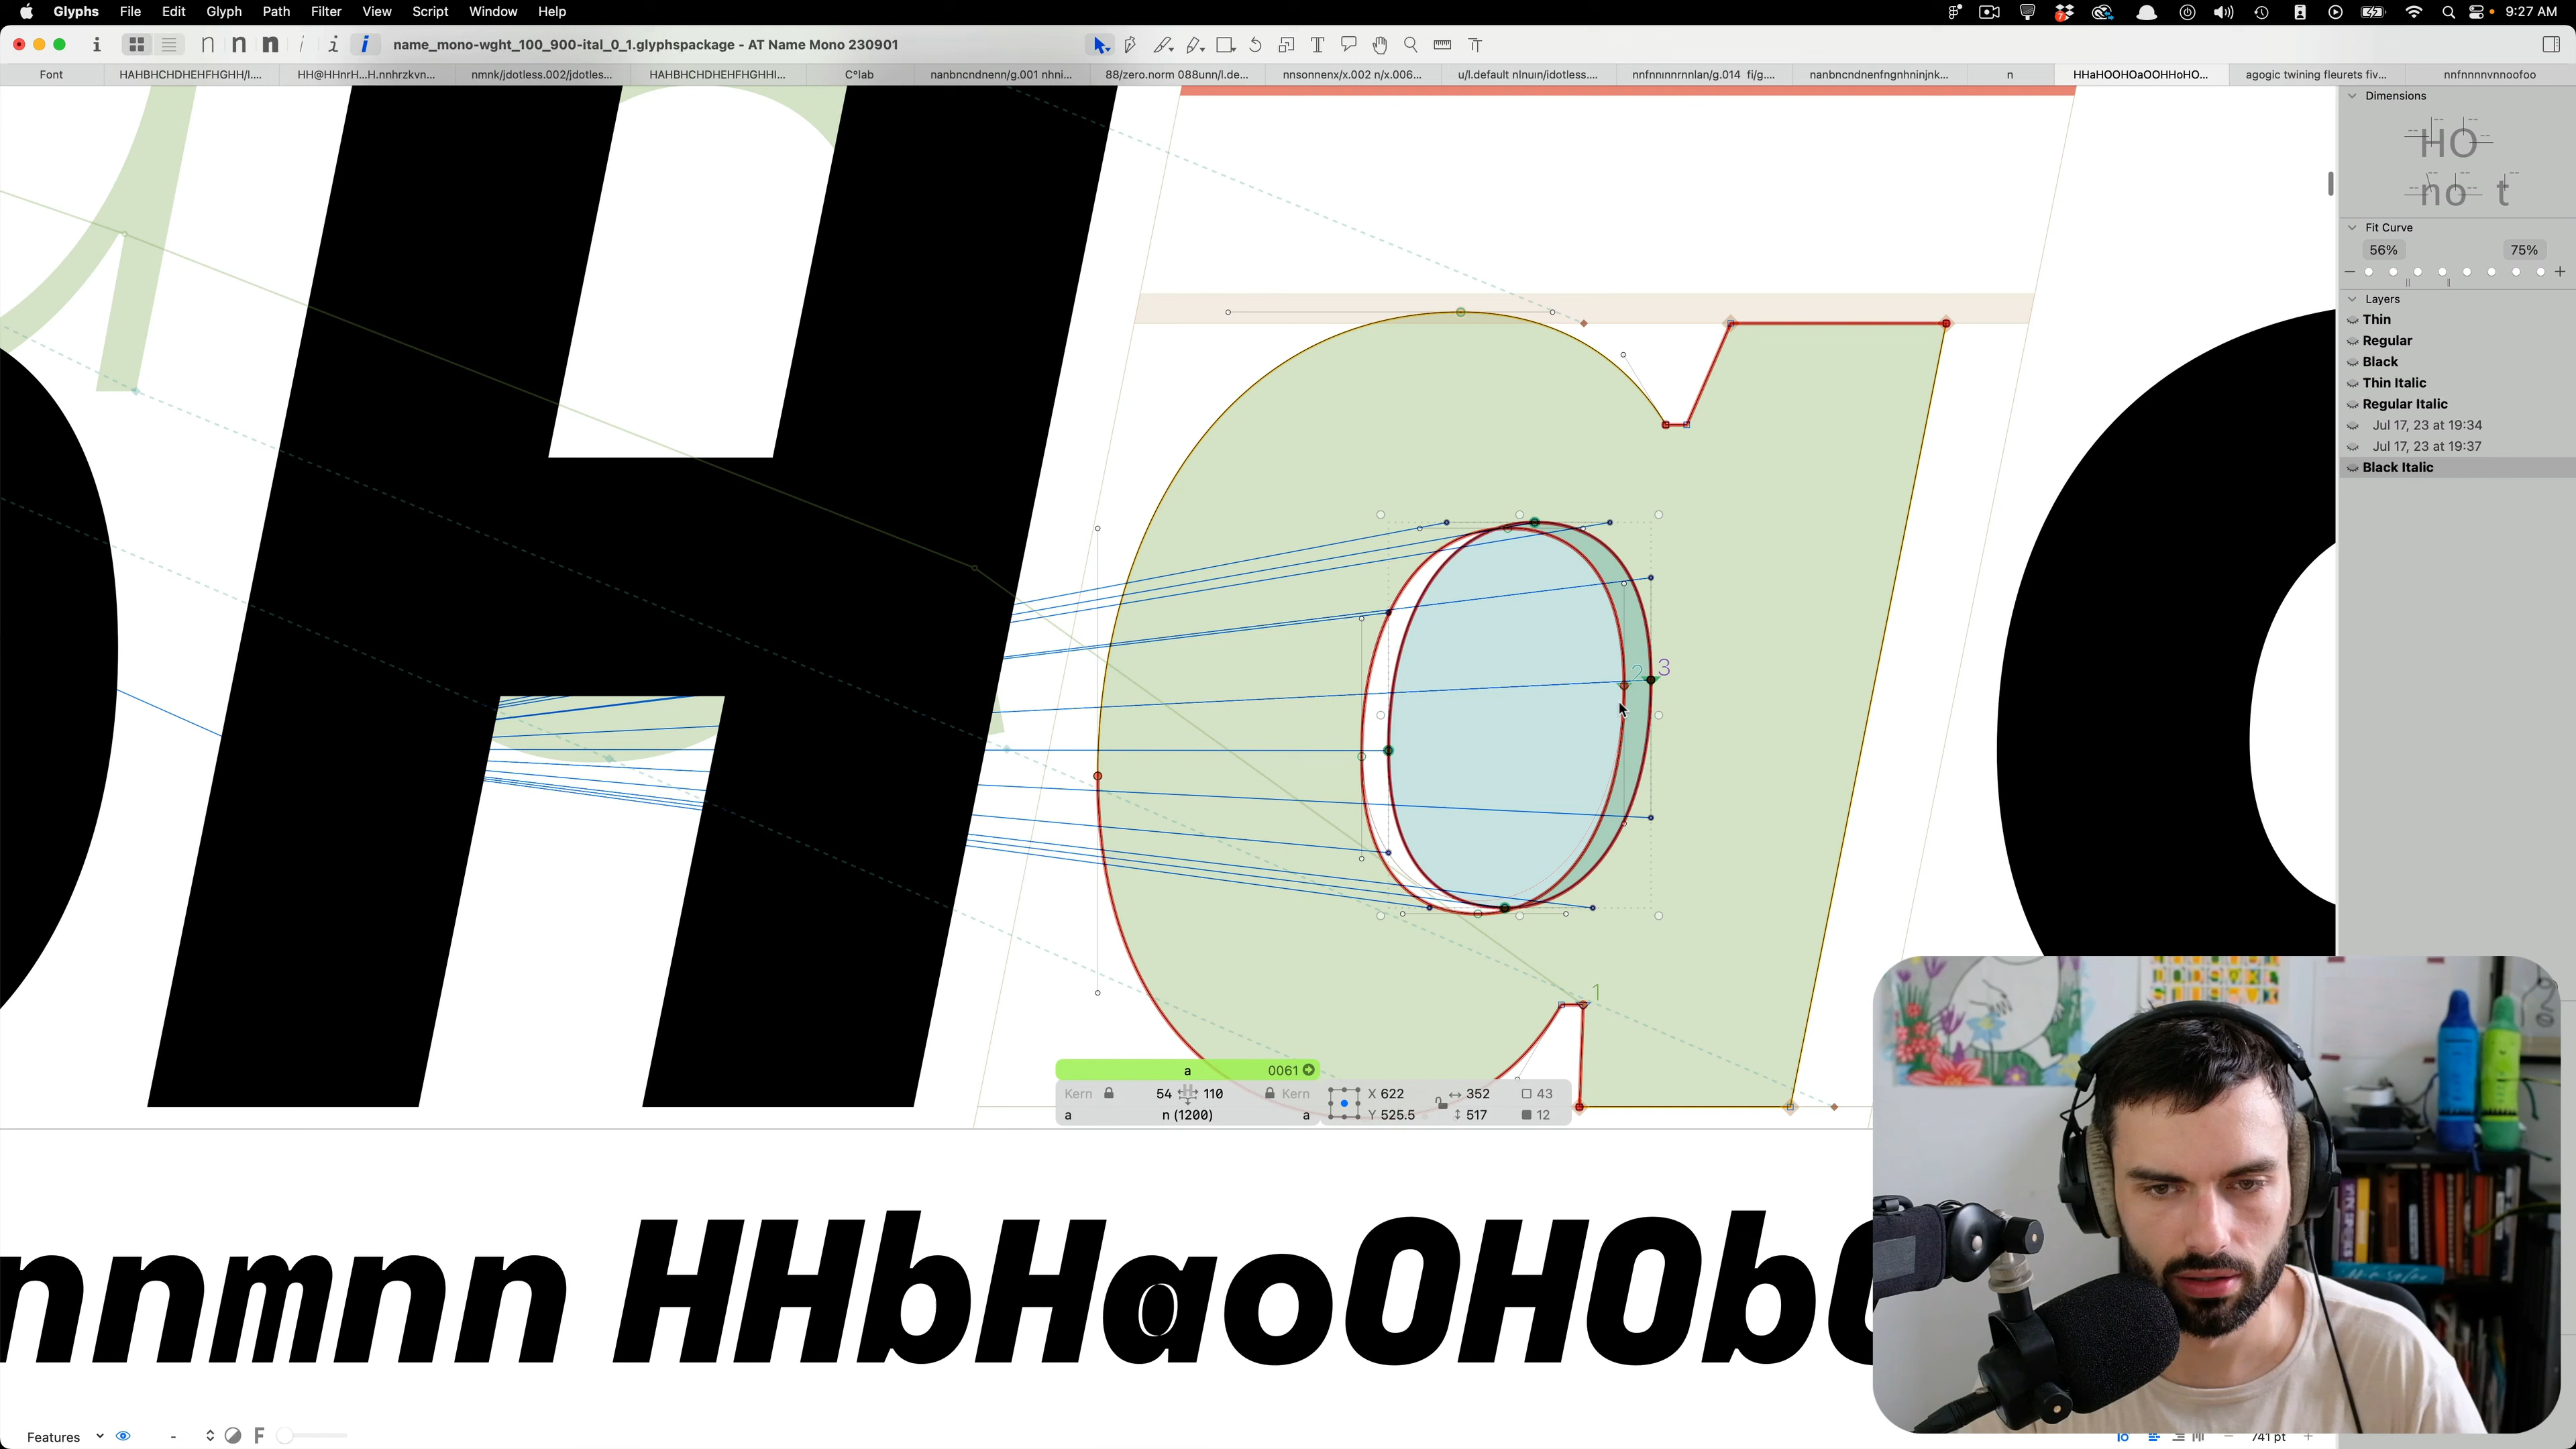 Glyphs File Edit Glyph Path Filter View Script Window Help 9:27 AM
name_mono-wght_100_900-ital_0_1.glyphspackage - AT Name Mono 230901
Font HAHBHCHDHEHFHGHH/I.... HH@HHnrH...H.nnhrzkvn... nmnk/jdotless.002/jdotles... HAHBHCHDHEHFHGHHI... C°lab nanbncndnenn/g.001 nhni... 88/zero.norm 088unn/l.de... nnsonnenx/x.002 n/x.006... u/l.default nlnuin/idotless.... nnfnnınnrnnlan/g.014 fi/g.... nanbncndnenfngnhninjnk... n HHaHOOHOaOOHHoHO... agogic twining fleurets fiv... nnfnnnnvnnoofoo
Dimensions
HO
no t
Fit Curve
56% 75%
Layers
Thin
Regular
Black
Thin Italic
Regular Italic
Jul 17, 23 at 19:34
Jul 17, 23 at 19:37
Black Italic
2 3
1
a 0061
Kern 54 110 Kern X 622 352 43
a n (1200) a Y 525.5 517 12
nnmnn HHbHaoOHOb
Features - F 741 pt